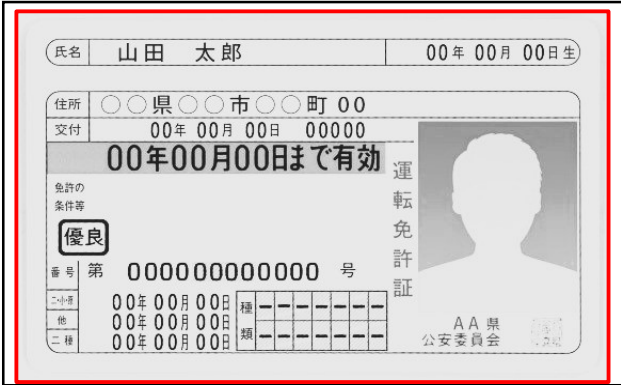 氏名 山田 太郎 00年 00月 00日生
住所 ○○県○○市○○町 00
交付 00年 00月 00日 00000
00年00月00日まで有効
免許の
条件等
優良
番号 第 000000000000 号
二・小・原 00年 00月 00日
他 00年 00月 00日
二種 00年 00月 00日
種類 – – – – – –
– – – – – –
運転免許証
AA県
公安委員会